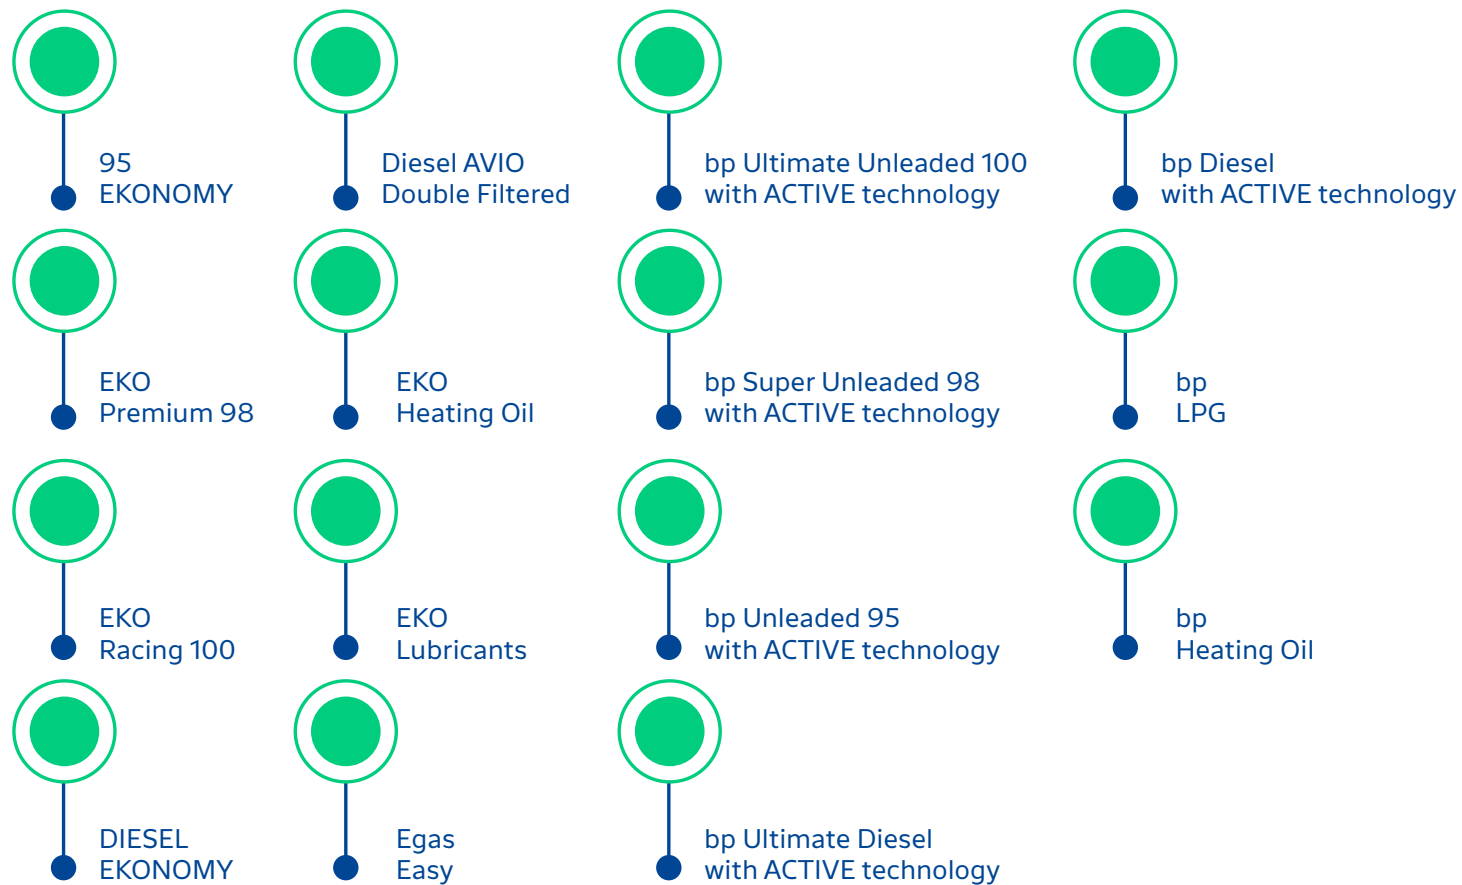 95
EKONOMY
Diesel AVIO
Double Filtered
bp Ultimate Unleaded 100
with ACTIVE technology
bp Diesel
with ACTIVE technology
EKO
Premium 98
EKO
Heating Oil
bp Super Unleaded 98
with ACTIVE technology
bp
LPG
EKO
Racing 100
EKO
Lubricants
bp Unleaded 95
with ACTIVE technology
bp
Heating Oil
DIESEL
EKONOMY
Egas
Easy
bp Ultimate Diesel
with ACTIVE technology